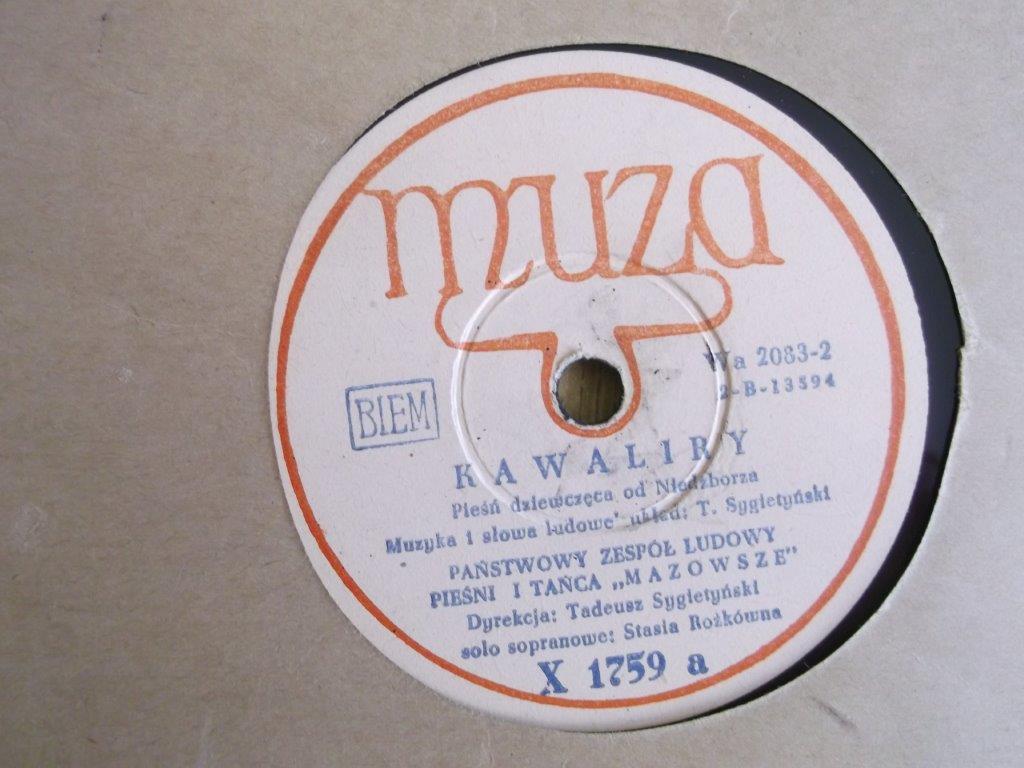 muza
Wa 2083-2
2-B-13594
BIEM
KAWALIRY
Pieśń dziewczęca od Niedzborza
Muzyka i słowa ludowe układ: T. Sygietyński
PAŃSTWOWY ZESPÓŁ LUDOWY
PIEŚNI I TAŃCA „MAZOWSZE”
Dyrekcja: Tadeusz Sygietyński
solo sopranowe: Stasia Rożkówna
X 1759 a